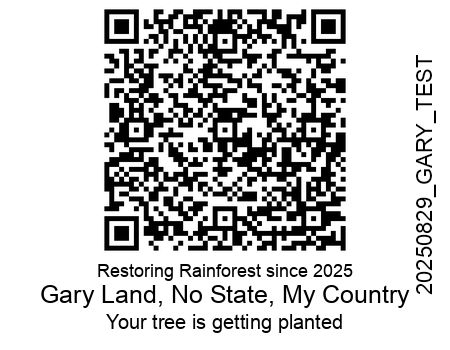 Restoring Rainforest since 2025
Gary Land, No State, My Country
Your tree is getting planted
20250829_GARY_TEST